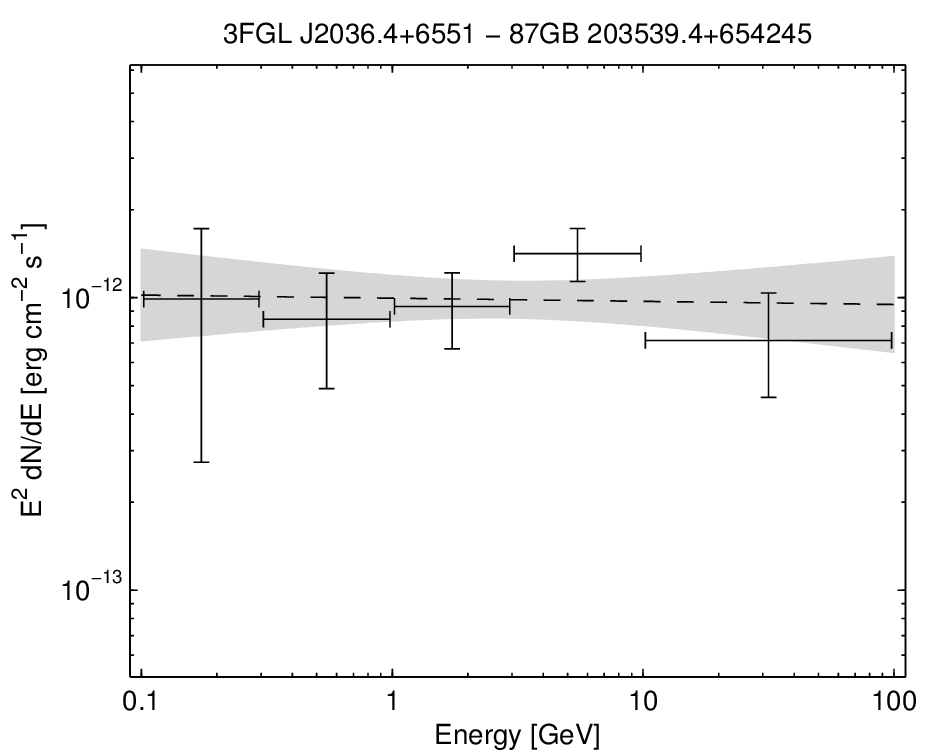 3FGL J2036.4+6551 − 87GB 203539.4+654245
E² dN/dE [erg cm⁻² s⁻¹]
10⁻¹²
10⁻¹³
0.1 1 10 100
Energy [GeV]